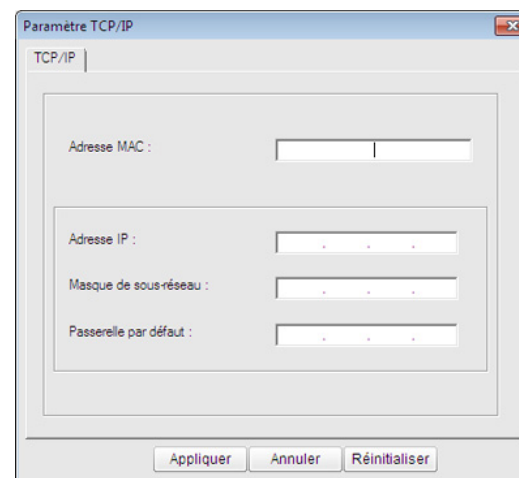 Paramètre TCP/IP
TCP/IP
Adresse MAC :
Adresse IP :
. . .
Masque de sous-réseau :
. . .
Passerelle par défaut :
. . .
Appliquer Annuler Réinitialiser